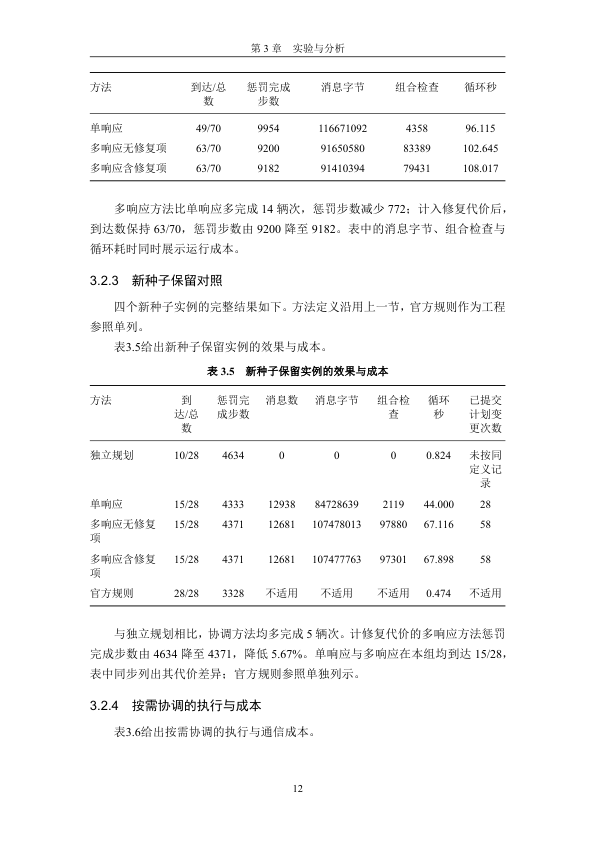 第 3 章　实验与分析
方法 到达/总数 惩罚完成步数 消息字节 组合检查 循环秒
单响应 49/70 9954 116671092 4358 96.115
多响应无修复项 63/70 9200 91650580 83389 102.645
多响应含修复项 63/70 9182 91410394 79431 108.017
多响应方法比单响应多完成 14 辆次，惩罚步数减少 772；计入修复代价后，
到达数保持 63/70，惩罚步数由 9200 降至 9182。表中的消息字节、组合检查与
循环耗时同时展示运行成本。
3.2.3　新种子保留对照
四个新种子实例的完整结果如下。方法定义沿用上一节，官方规则作为工程
参照单列。
表3.5给出新种子保留实例的效果与成本。
表 3.5　新种子保留实例的效果与成本
方法 到达/总数 惩罚完成步数 消息数 消息字节 组合检查 循环秒 已提交计划变更次数
独立规划 10/28 4634 0 0 0 0.824 未按同定义记录
单响应 15/28 4333 12938 84728639 2119 44.000 28
多响应无修复项 15/28 4371 12681 107478013 97880 67.116 58
多响应含修复项 15/28 4371 12681 107477763 97301 67.898 58
官方规则 28/28 3328 不适用 不适用 不适用 0.474 不适用
与独立规划相比，协调方法均多完成 5 辆次。计修复代价的多响应方法惩罚
完成步数由 4634 降至 4371，降低 5.67%。单响应与多响应在本组均到达 15/28，
表中同步列出其代价差异；官方规则参照单独列示。
3.2.4　按需协调的执行与成本
表3.6给出按需协调的执行与通信成本。
12